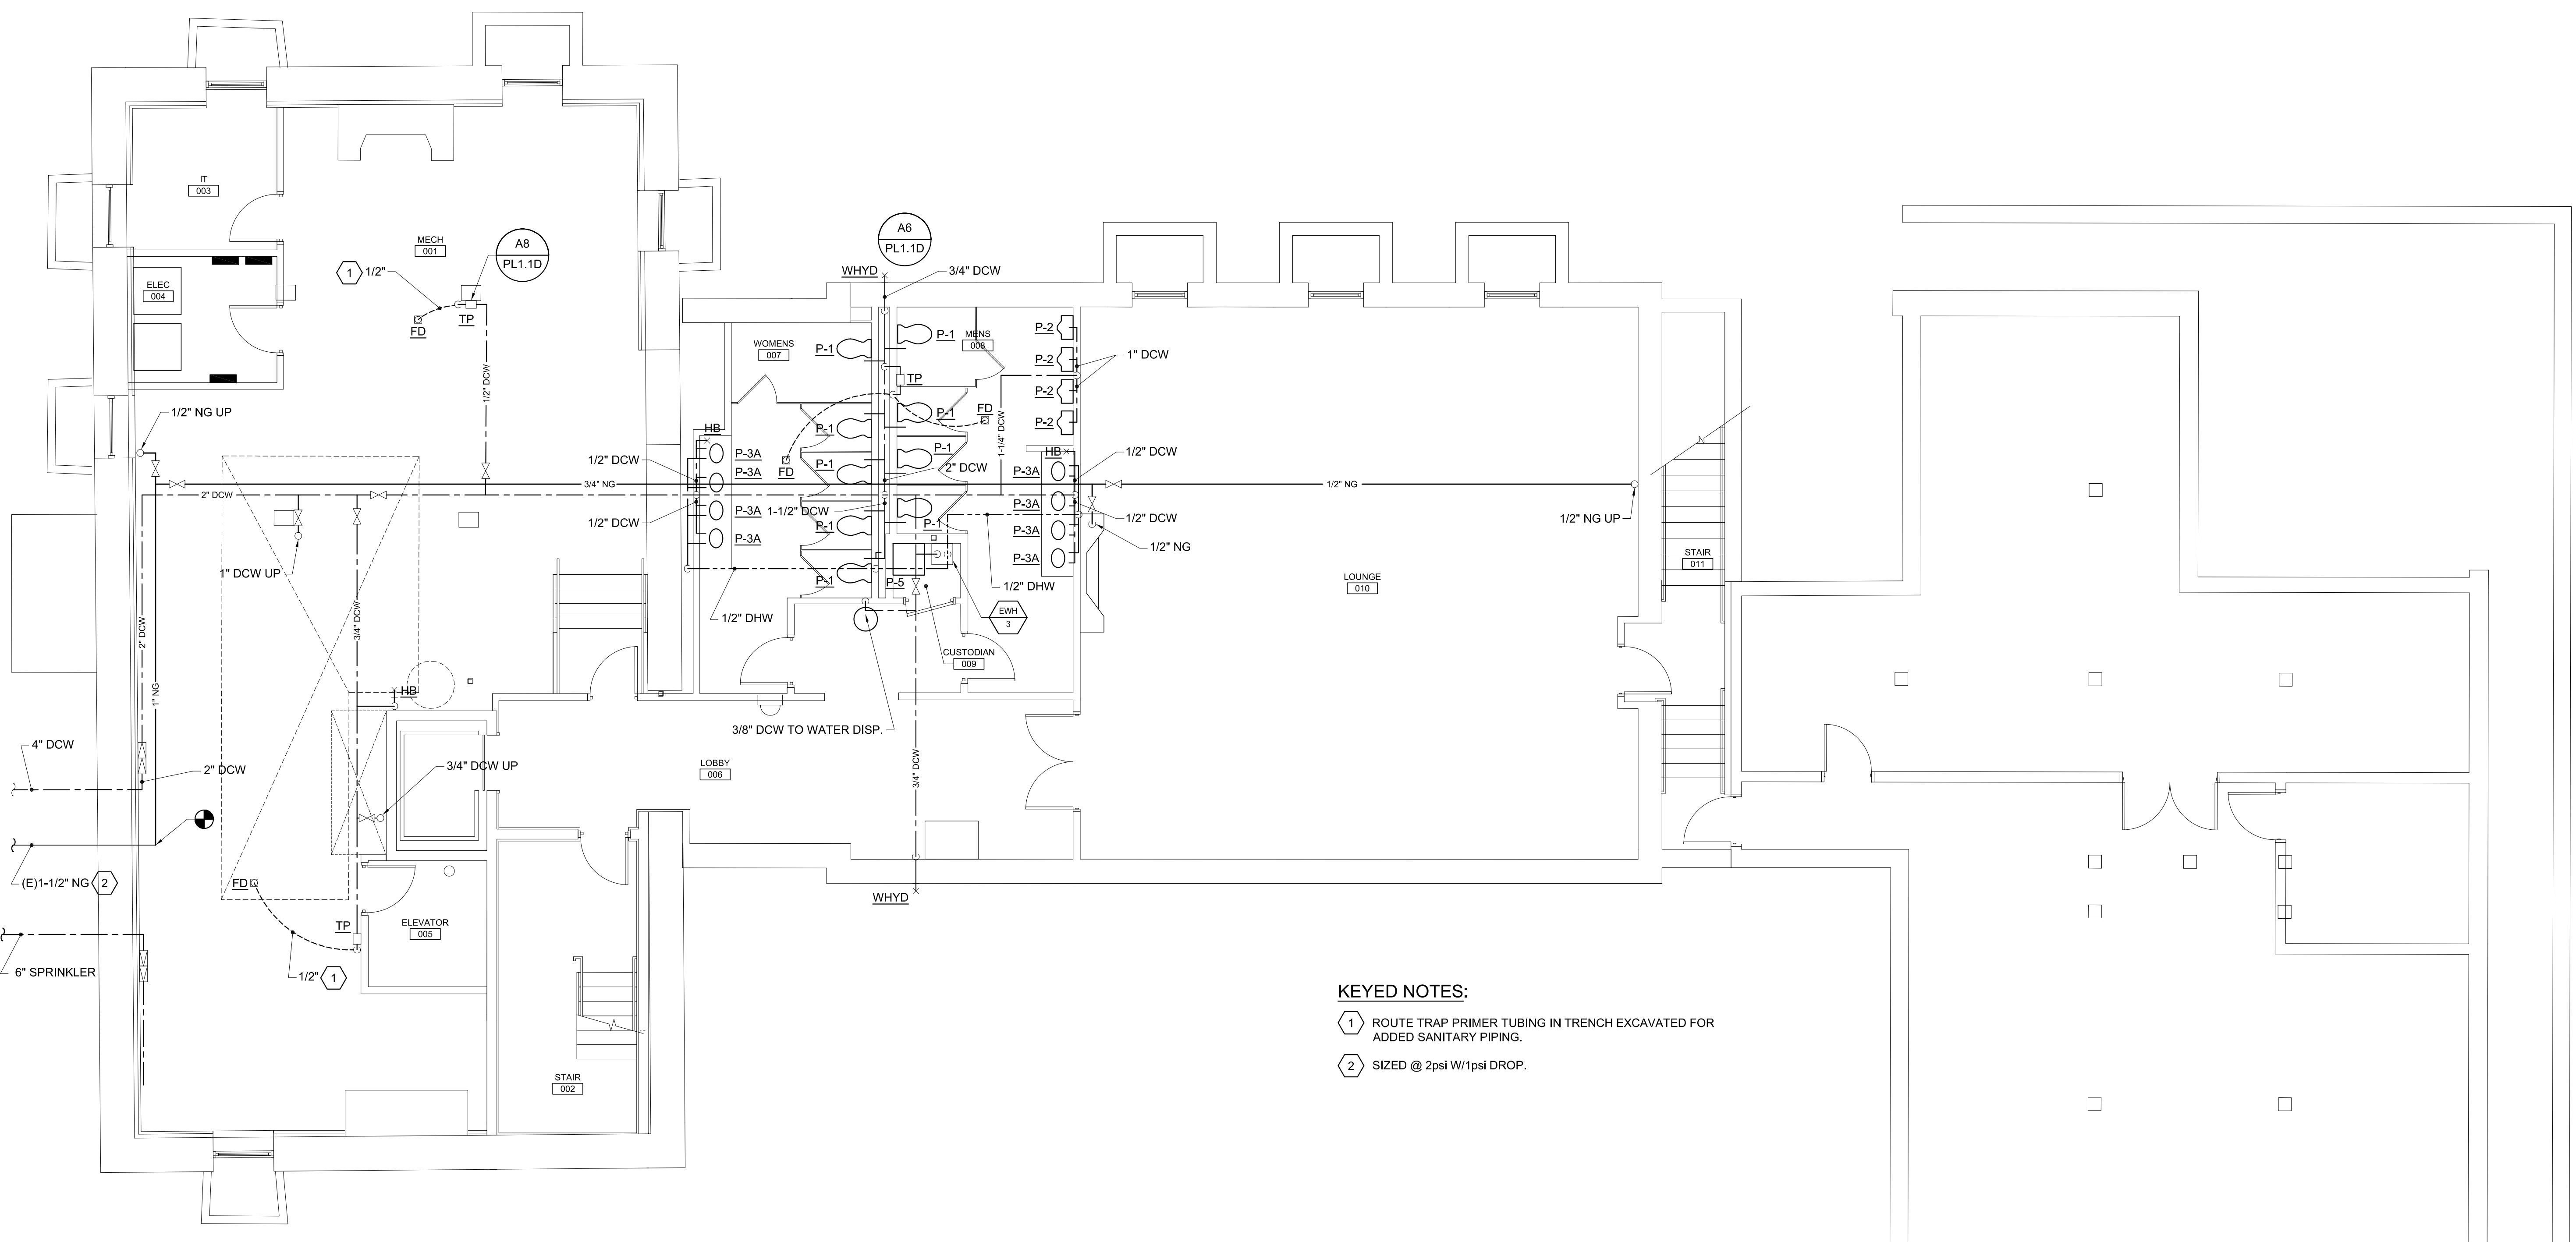 IT
003
MECH
001
A8
PL1.1D
1
1/2"
FD
TP
ELEC
004
1/2" DCW
1/2" NG UP
A6
PL1.1D
WHYD
3/4" DCW
WOMENS
007
MENS
008
P-1
P-1
P-1
P-1
P-1
P-1
P-1
P-1
P-1
TP
FD
FD
P-2
P-2
P-2
P-2
1" DCW
1-1/4" DCW
HB
P-3A
P-3A
P-3A
P-3A
1/2" DCW
1/2" DCW
2" DCW
1-1/2" DCW
HB
P-3A
P-3A
P-3A
P-3A
1/2" DCW
1/2" DCW
1/2" NG
2" DCW
3/4" NG
1/2" NG
1/2" NG UP
1" DCW UP
3/4" DCW
2" DCW
1" NG
P-5
1/2" DHW
1/2" DHW
EWH
3
CUSTODIAN
009
LOUNGE
010
STAIR
011
HB
3/8" DCW TO WATER DISP.
4" DCW
2" DCW
3/4" DCW UP
LOBBY
006
3/4" DCW
(E)1-1/2" NG
2
FD
TP
ELEVATOR
005
WHYD
6" SPRINKLER
1/2"
1
STAIR
002
KEYED NOTES:
1 ROUTE TRAP PRIMER TUBING IN TRENCH EXCAVATED FOR
ADDED SANITARY PIPING.
2 SIZED @ 2psi W/1psi DROP.